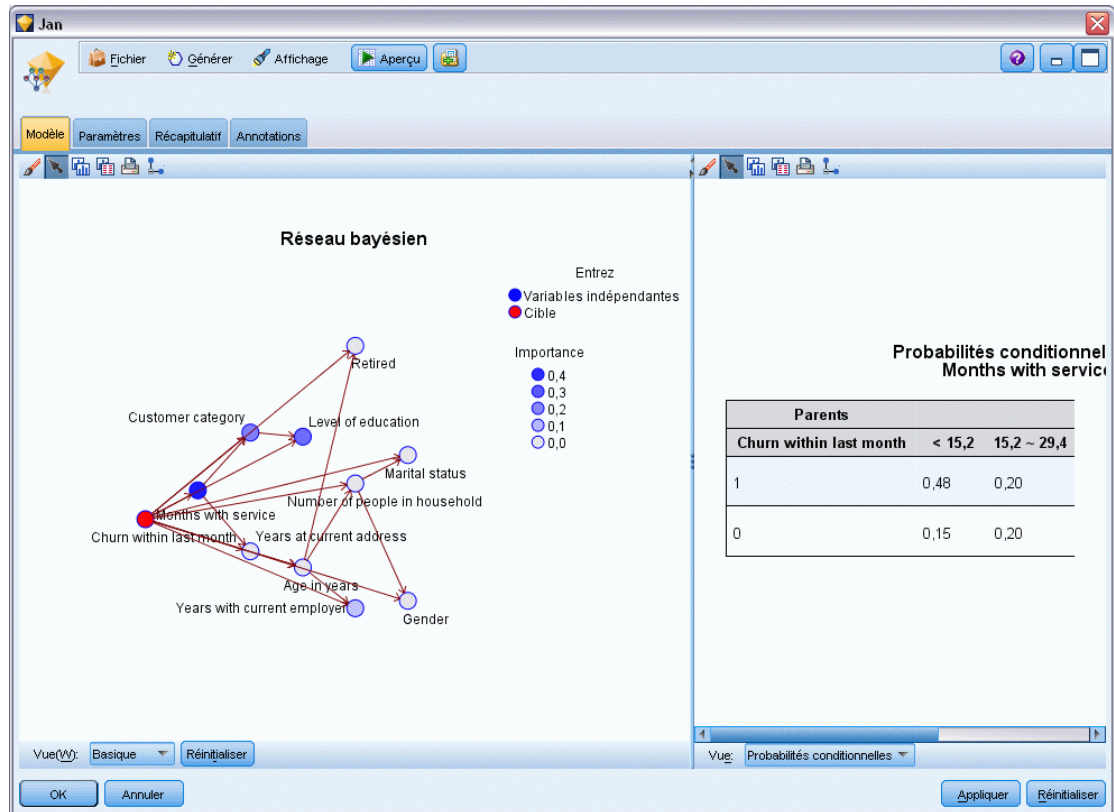 Jan
Fichier Générer Affichage Aperçu
Modèle Paramètres Récapitulatif Annotations
Réseau bayésien
Entrez
Variables indépendantes
Cible
Importance
0,4
0,3
0,2
0,1
0,0
Retired
Customer category
Level of education
Marital status
Number of people in household
Months with service
Churn within last month
Years at current address
Age in years
Years with current employer
Gender
Vue(W): Basique Réinitialiser
Probabilités conditionnel
Months with servic
Parents
Churn within last month < 15,2 15,2 ~ 29,4
1 0,48 0,20
0 0,15 0,20
Vue: Probabilités conditionnelles
OK Annuler Appliquer Réinitialiser